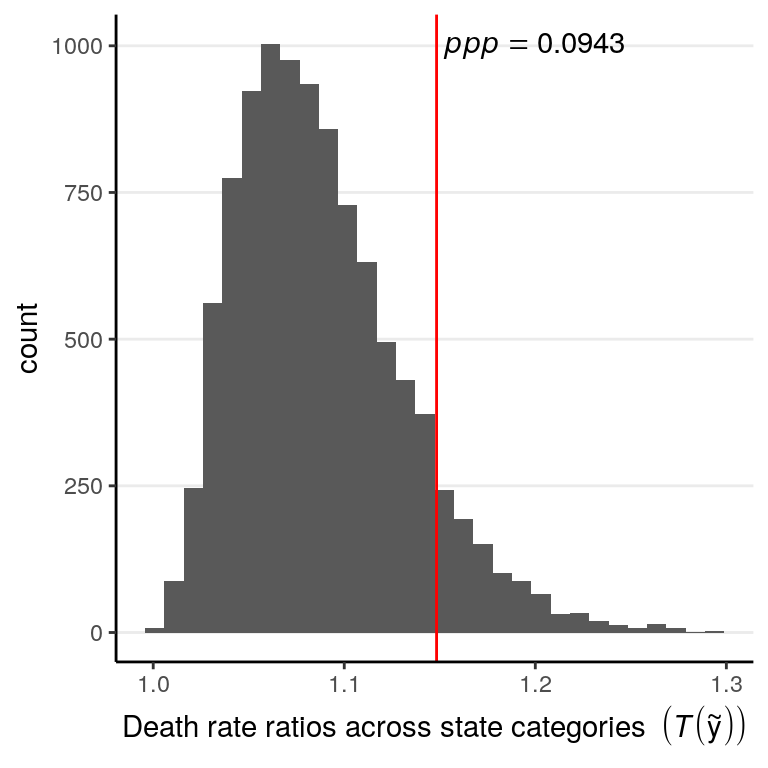 ppp = 0.0943
1000
750
500
250
0
count
1.0 1.1 1.2 1.3
Death rate ratios across state categories (T(ỹ))